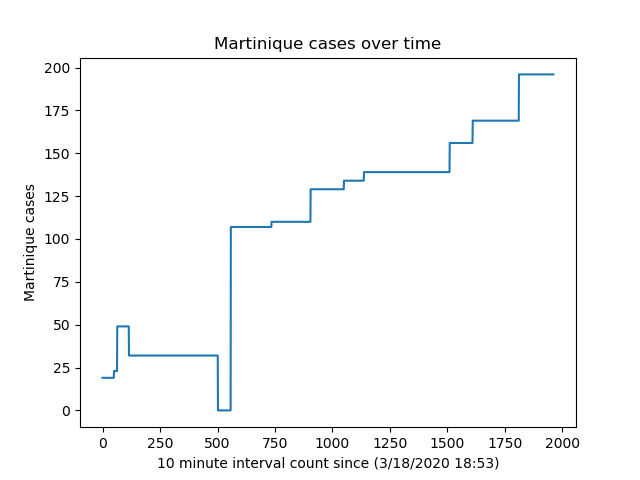 Martinique cases over time
200
175
150
125
100
75
50
25
0
Martinique cases
0 250 500 750 1000 1250 1500 1750 2000
10 minute interval count since (3/18/2020 18:53)